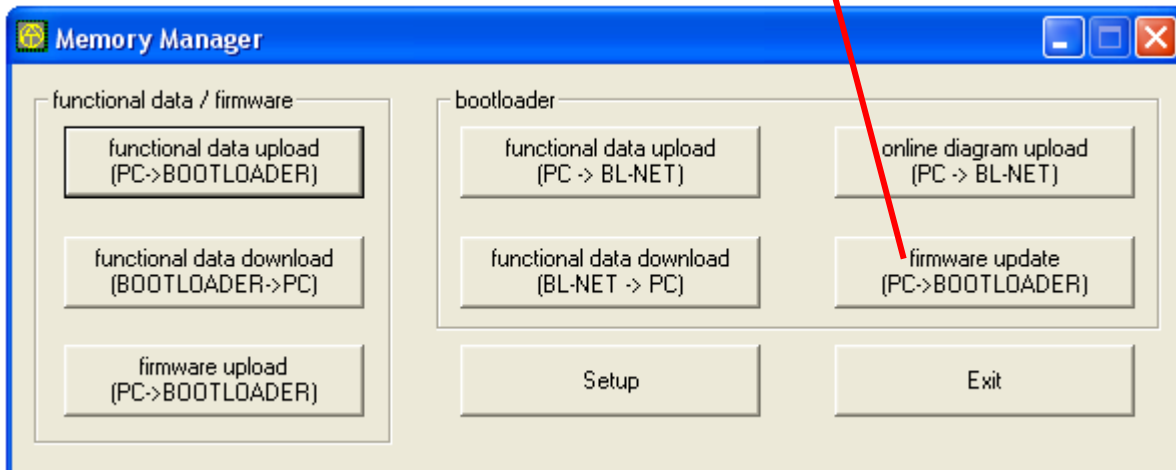 Memory Manager
functional data / firmware
functional data upload
(PC->BOOTLOADER)
functional data download
(BOOTLOADER->PC)
firmware upload
(PC->BOOTLOADER)
bootloader
functional data upload
(PC -> BL-NET)
online diagram upload
(PC -> BL-NET)
functional data download
(BL-NET -> PC)
firmware update
(PC->BOOTLOADER)
Setup
Exit